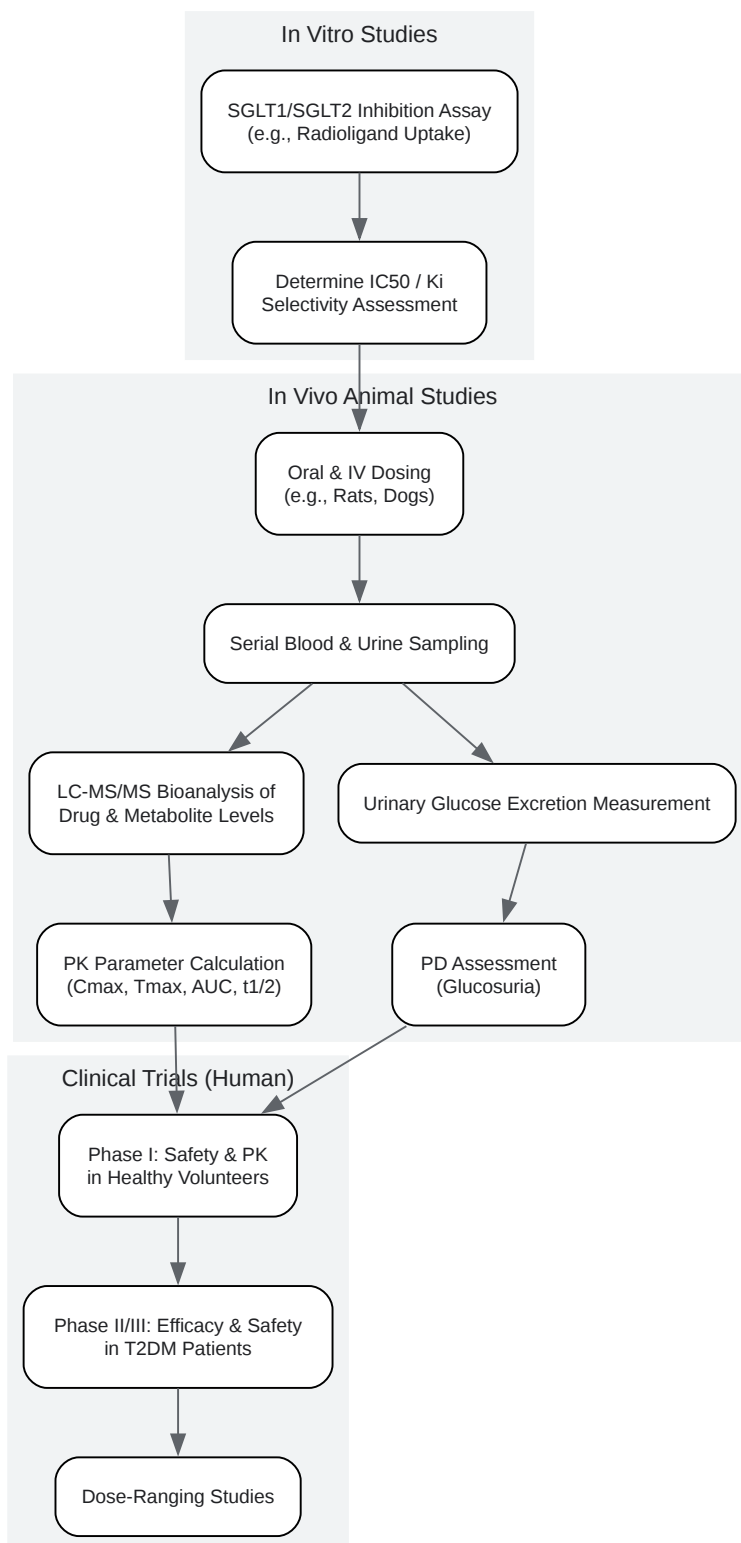 In Vitro Studies
SGLT1/SGLT2 Inhibition Assay
(e.g., Radioligand Uptake)
Determine IC50 / Ki
Selectivity Assessment
In Vivo Animal Studies
Oral & IV Dosing
(e.g., Rats, Dogs)
Serial Blood & Urine Sampling
LC-MS/MS Bioanalysis of
Drug & Metabolite Levels
Urinary Glucose Excretion Measurement
PK Parameter Calculation
(Cmax, Tmax, AUC, t1/2)
PD Assessment
(Glucosuria)
Clinical Trials (Human)
Phase I: Safety & PK
in Healthy Volunteers
Phase II/III: Efficacy & Safety
in T2DM Patients
Dose-Ranging Studies